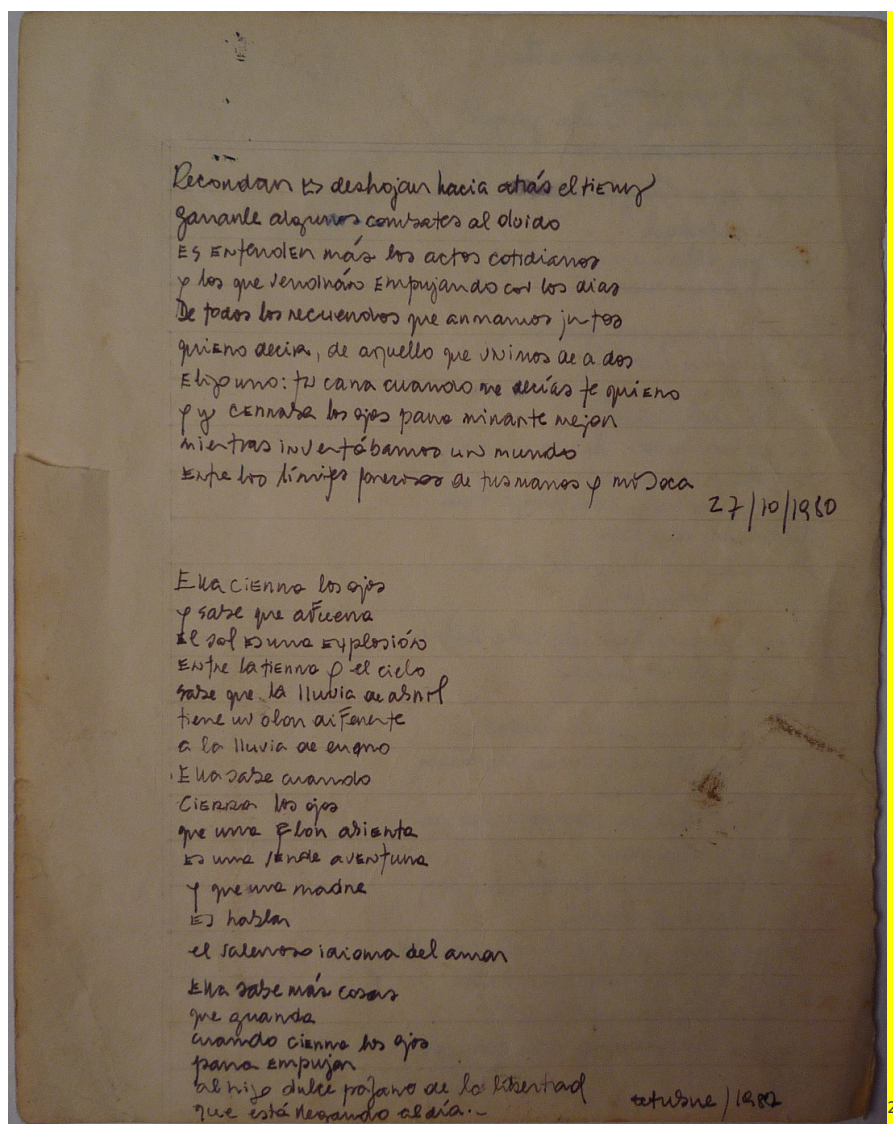 Recordar es deshojar hacia atrás el tiempo
ganarle algunos combates al olvido
Es entender más los actos cotidianos
y los que vendrán empujando con los días
De todos los recuerdos que armamos juntos
quiero decir, de aquello que unimos de a dos
Elijo uno: tu cara cuando me decías te quiero
y yo cerraba los ojos para mirarte mejor
mientras inventábamos un mundo
Entre los límites precisos de tus manos y mi boca
27/10/1980
Ella cierra los ojos
y sabe que afuera
el sol es una explosión
Entre la tierra y el cielo
sabe que la lluvia de abril
tiene un olor diferente
a la lluvia de enero
Ella sabe cuando
cierra los ojos
que una flor abierta
es una verde aventura
y que una madre
es hablar
el valeroso idioma del amor
Ella sabe más cosas
que guarda
cuando cierra los ojos
para empujar
al hijo dulce pájaro de la libertad
que está llegando al día.-
octubre/1982
2